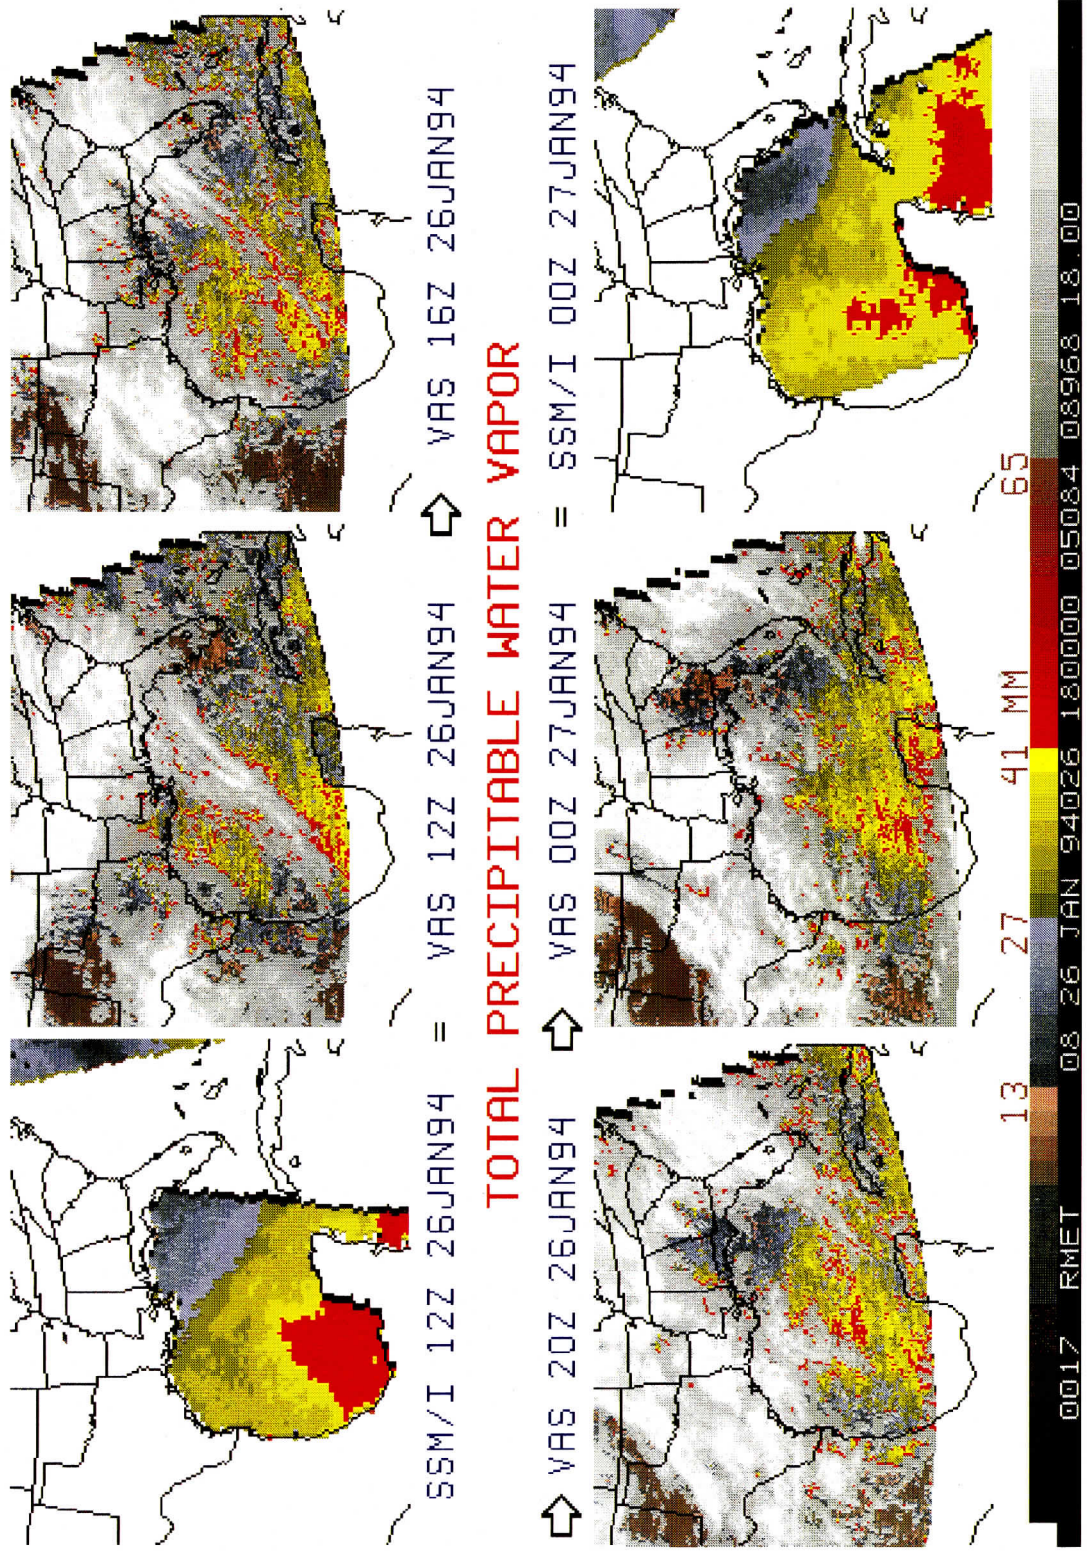 SSM/I 12Z 26JAN94 = VAS 12Z 26JAN94 ⇨ VAS 16Z 26JAN94
TOTAL PRECIPITABLE WATER VAPOR
⇨ VAS 20Z 26JAN94 ⇨ VAS 00Z 27JAN94 = SSM/I 00Z 27JAN94
13 27 41 MM 65
0017 RMET 08 26 JAN 94026 180000 05084 08968 18.00